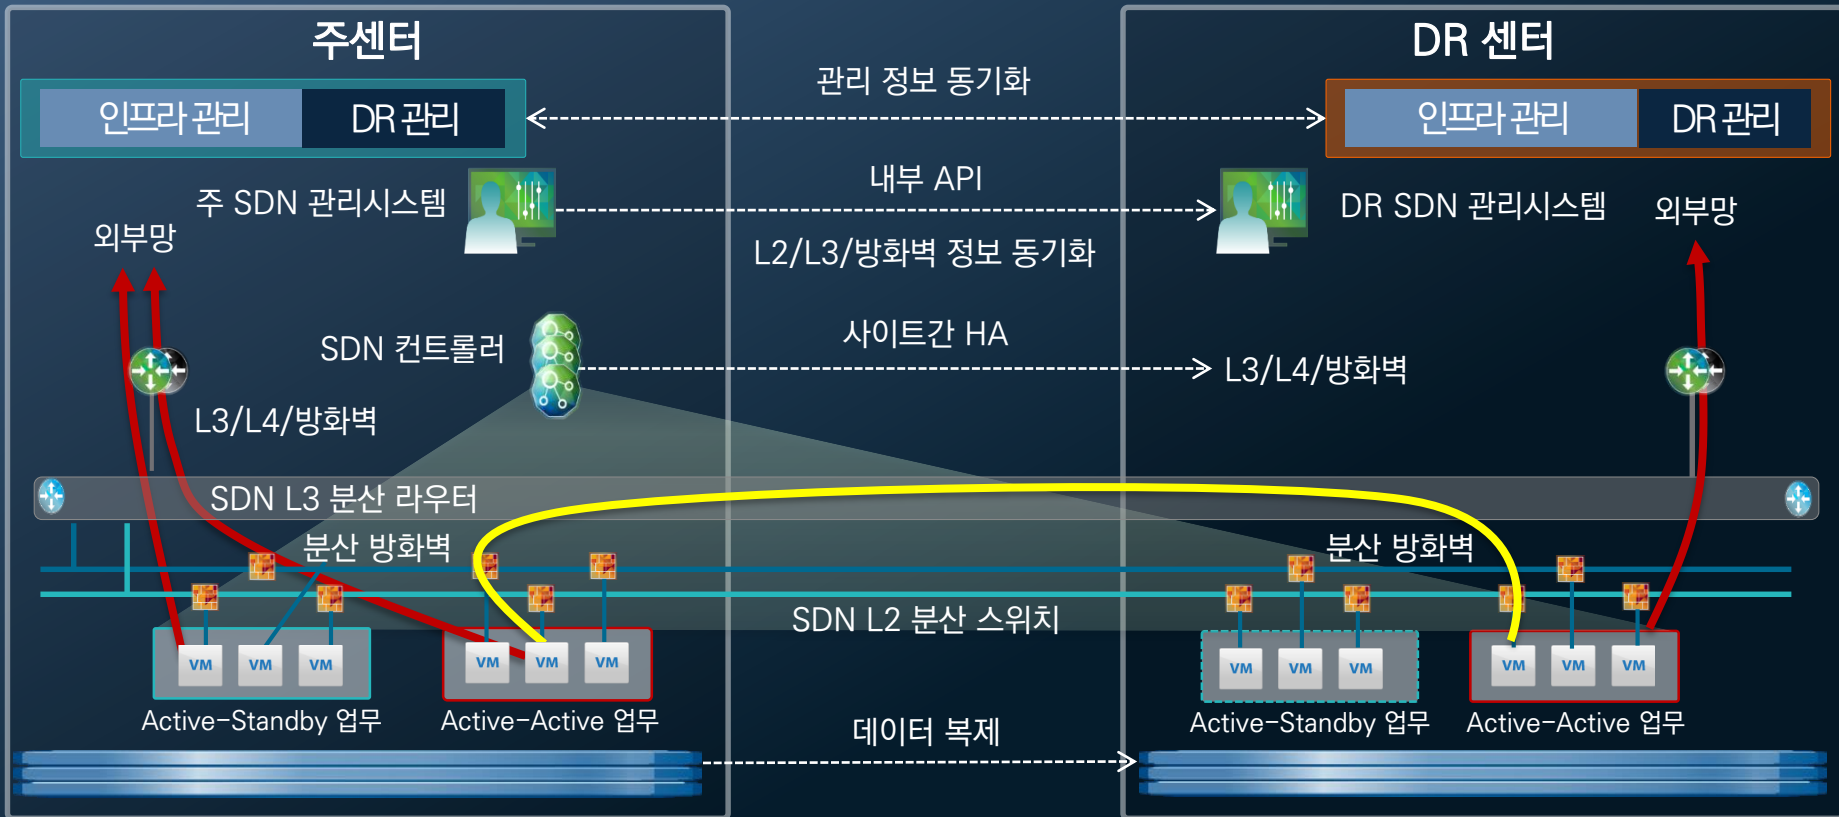 주센터
DR 센터
인프라 관리
DR 관리
관리 정보 동기화
인프라 관리
DR 관리
주 SDN 관리시스템
내부 API
L2/L3/방화벽 정보 동기화
DR SDN 관리시스템
외부망
외부망
SDN 컨트롤러
사이트간 HA
L3/L4/방화벽
L3/L4/방화벽
SDN L3 분산 라우터
분산 방화벽
분산 방화벽
SDN L2 분산 스위치
VM
VM
VM
VM
VM
VM
VM
VM
VM
VM
VM
VM
Active-Standby 업무
Active-Active 업무
Active-Standby 업무
Active-Active 업무
데이터 복제